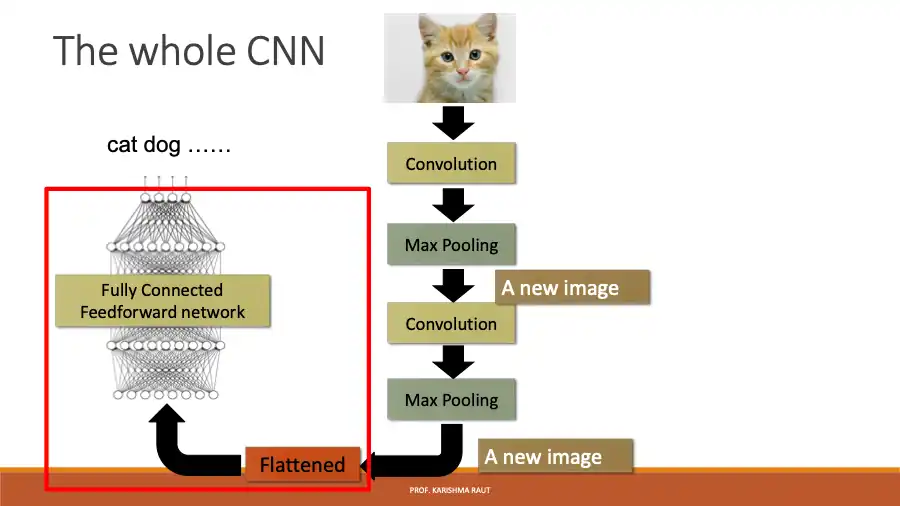 The whole CNN
cat dog ......
Convolution
Max Pooling
A new image
Convolution
Max Pooling
A new image
Flattened
Fully Connected
Feedforward network
PROF. KARISHMA RAUT